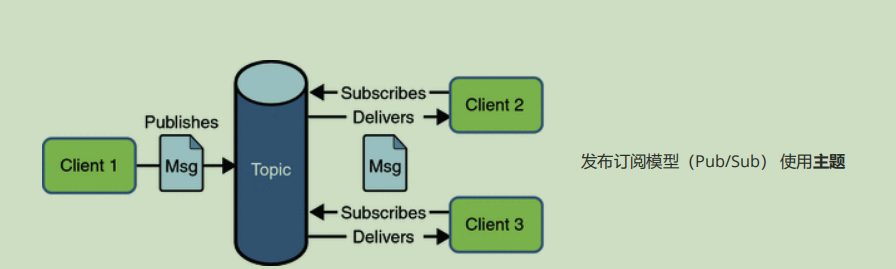 Publishes
Client 1
Msg
Topic
Subscribes
Delivers
Msg
Subscribes
Delivers
Client 2
Client 3
发布订阅模型（Pub/Sub） 使用主题